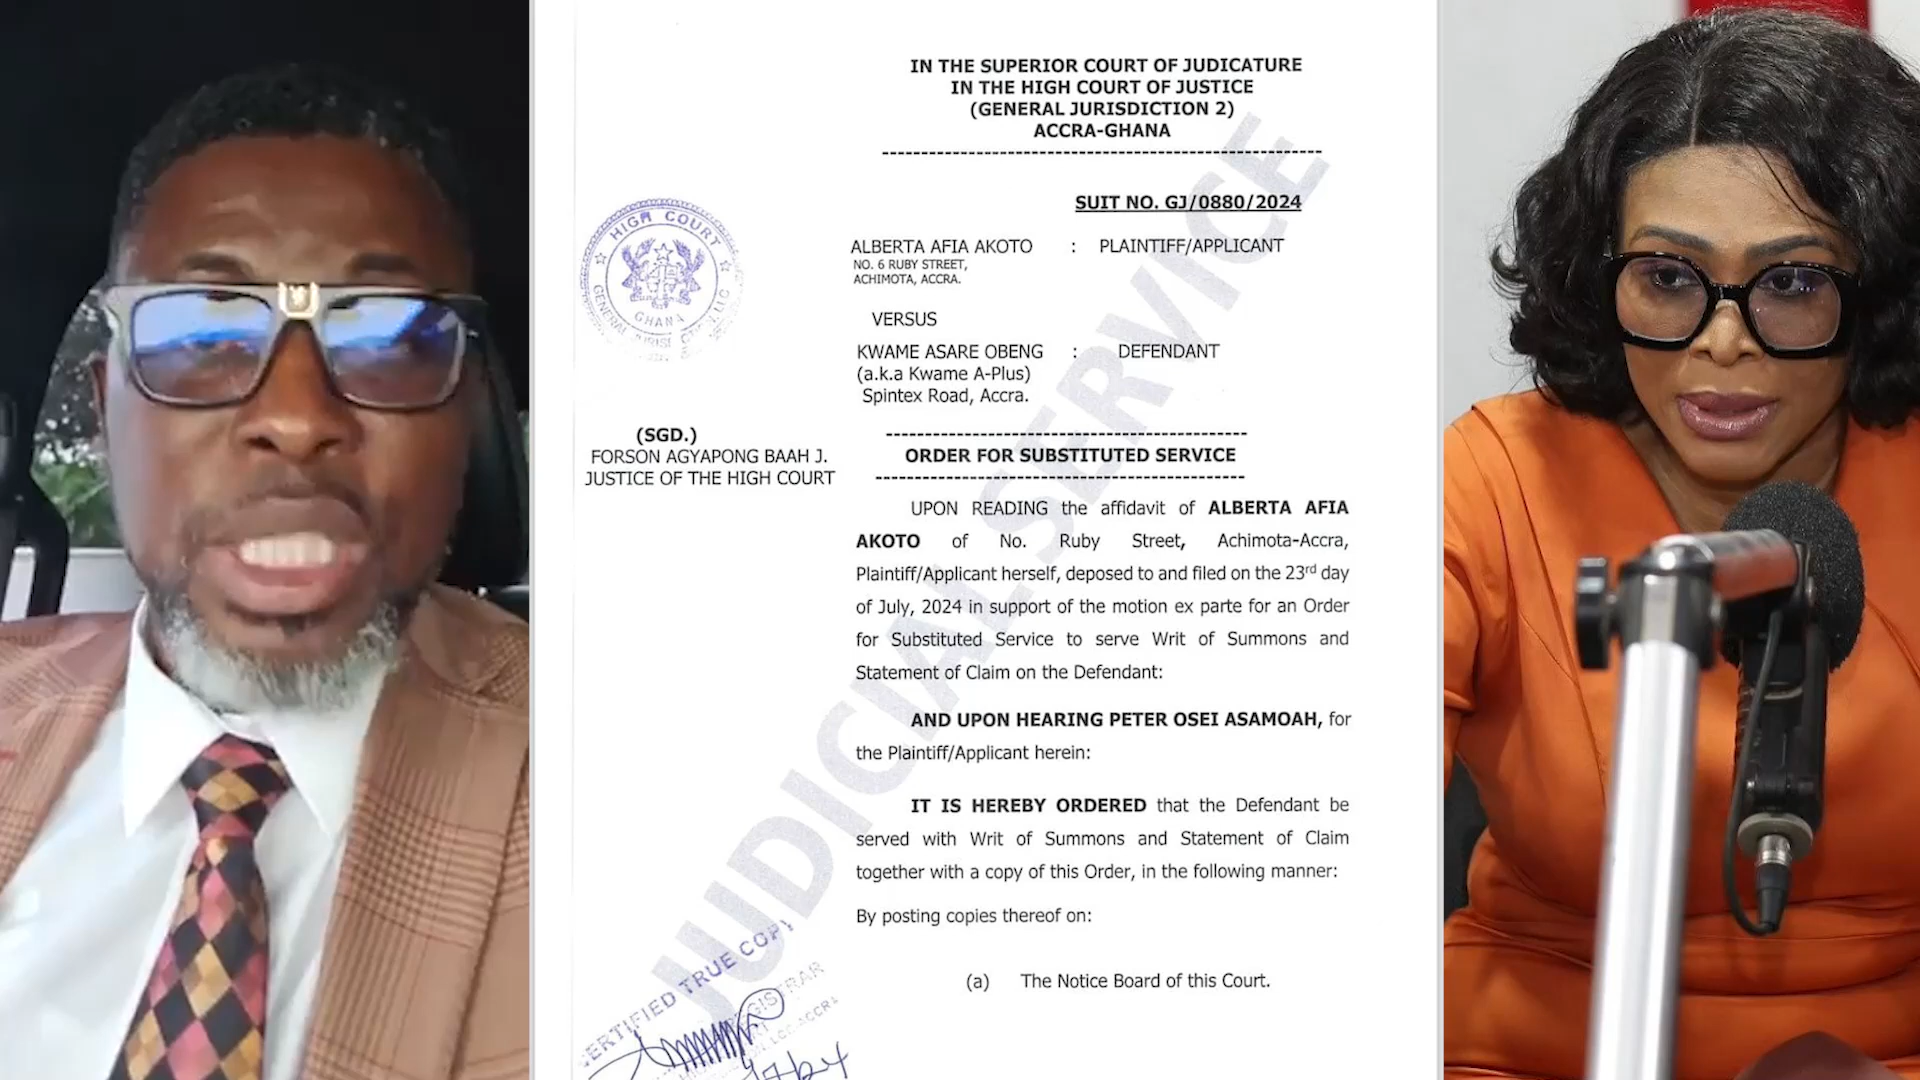 IN THE SUPERIOR COURT OF JUDICATURE
IN THE HIGH COURT OF JUSTICE
(GENERAL JURISDICTION 2)
ACCRA-GHANA
SUIT NO. GJ/0880/2024
HIGH COURT
GHANA
ALBERTA AFIA AKOTO : PLAINTIFF/APPLICANT
NO. 6 RUBY STREET,
ACHIMOTA, ACCRA.
VERSUS
KWAME ASARE OBENG : DEFENDANT
(a.k.a Kwame A-Plus)
Spintex Road, Accra.
(SGD.)
FORSON AGYAPONG BAAH J.
JUSTICE OF THE HIGH COURT
ORDER FOR SUBSTITUTED SERVICE
UPON READING the affidavit of ALBERTA AFIA
AKOTO of No. Ruby Street, Achimota-Accra,
Plaintiff/Applicant herself, deposed to and filed on the 23rd day
of July, 2024 in support of the motion ex parte for an Order
for Substituted Service to serve Writ of Summons and
Statement of Claim on the Defendant:
AND UPON HEARING PETER OSEI ASAMOAH, for
the Plaintiff/Applicant herein:
IT IS HEREBY ORDERED that the Defendant be
served with Writ of Summons and Statement of Claim
together with a copy of this Order, in the following manner:
By posting copies thereof on:
(a) The Notice Board of this Court.
JUDICIAL SERVICE
CERTIFIED TRUE COPY